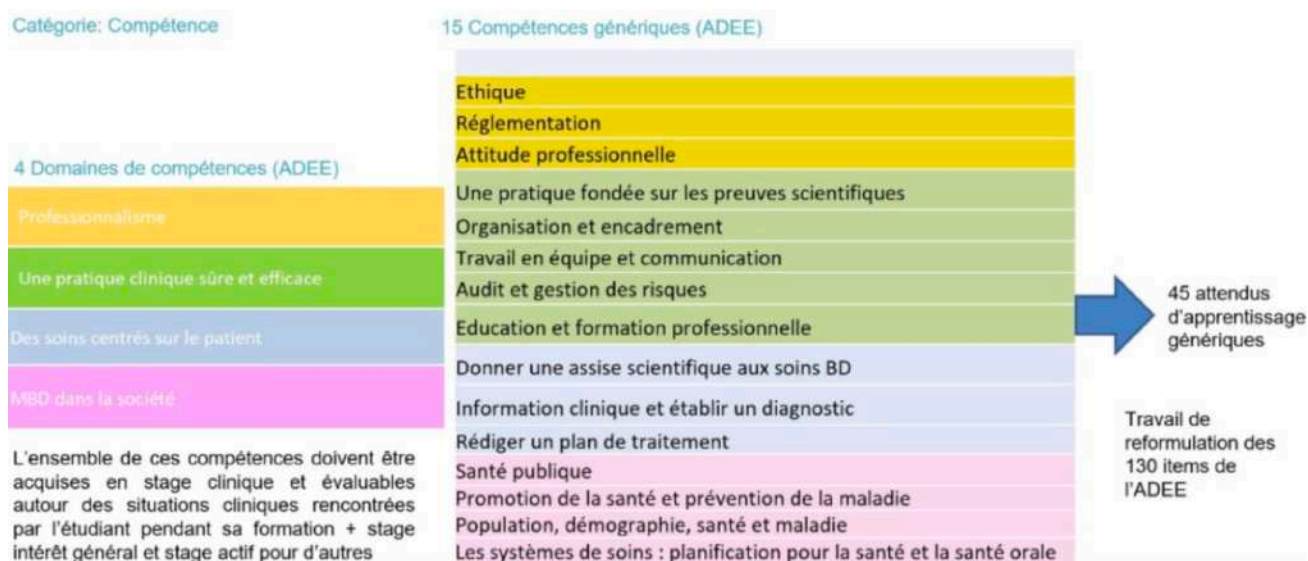 Catégorie: Compétence
15 Compétences génériques (ADEE)
Ethique
Réglementation
Attitude professionnelle
4 Domaines de compétences (ADEE)
Professionnalisme
Une pratique clinique sûre et efficace
Des soins centrés sur le patient
MBD dans la société
Une pratique fondée sur les preuves scientifiques
Organisation et encadrement
Travail en équipe et communication
Audit et gestion des risques
Education et formation professionnelle
Donner une assise scientifique aux soins BD
Information clinique et établir un diagnostic
Rédiger un plan de traitement
Santé publique
Promotion de la santé et prévention de la maladie
Population, démographie, santé et maladie
Les systèmes de soins : planification pour la santé et la santé orale
45 attendus
d'apprentissage
génériques
Travail de
reformulation des
130 items de
l'ADEE
L'ensemble de ces compétences doivent être
acquises en stage clinique et évaluables
autour des situations cliniques rencontrées
par l'étudiant pendant sa formation + stage
intérêt général et stage actif pour d'autres